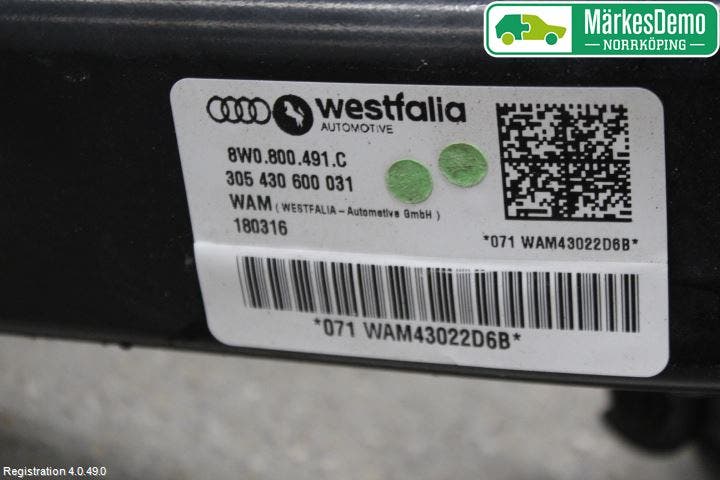 MärkesDemo
NORRKÖPING
westfalia
AUTOMOTIVE
8W0.800.491.C
305 430 600 031
WAM ( WESTFALIA - Automotive GmbH )
180316
*071 WAM43022D6B*
*071 WAM43022D6B*
Registration 4.0.49.0